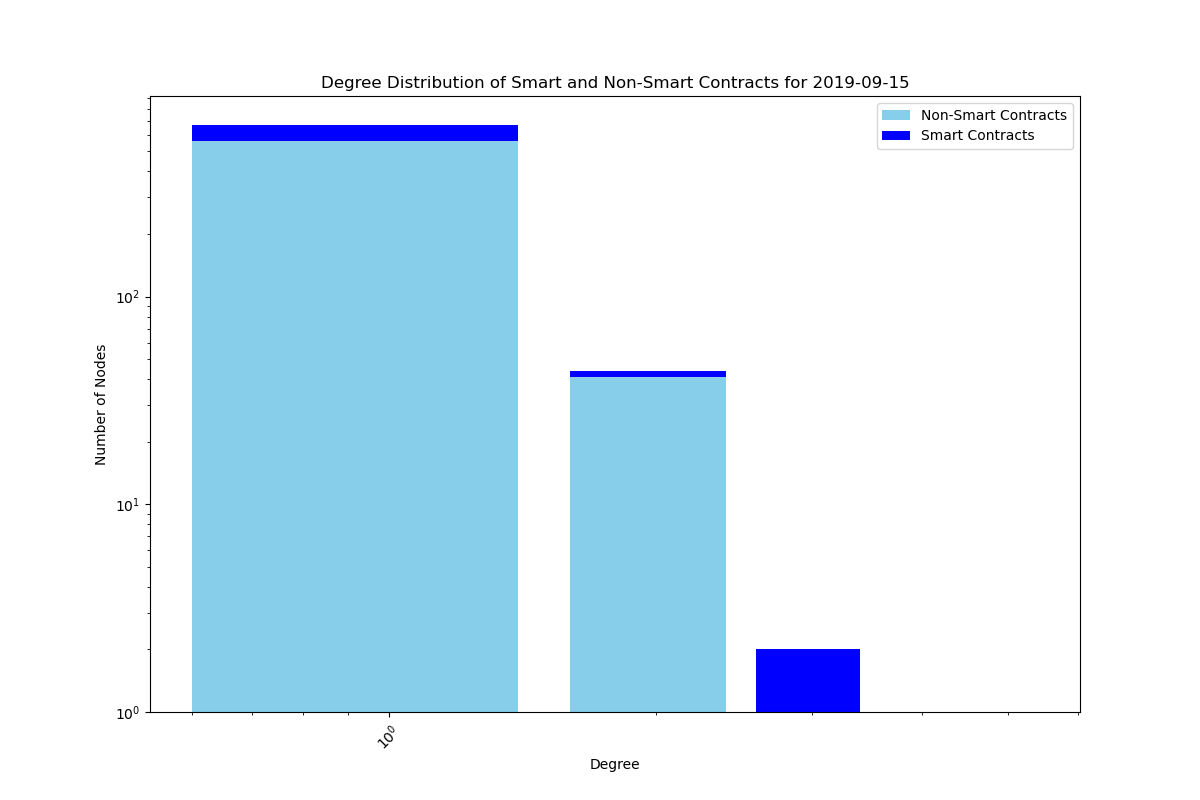 Degree Distribution of Smart and Non-Smart Contracts for 2019-09-15
Non-Smart Contracts
Smart Contracts
Number of Nodes
10²
10¹
10⁰
10⁰
Degree